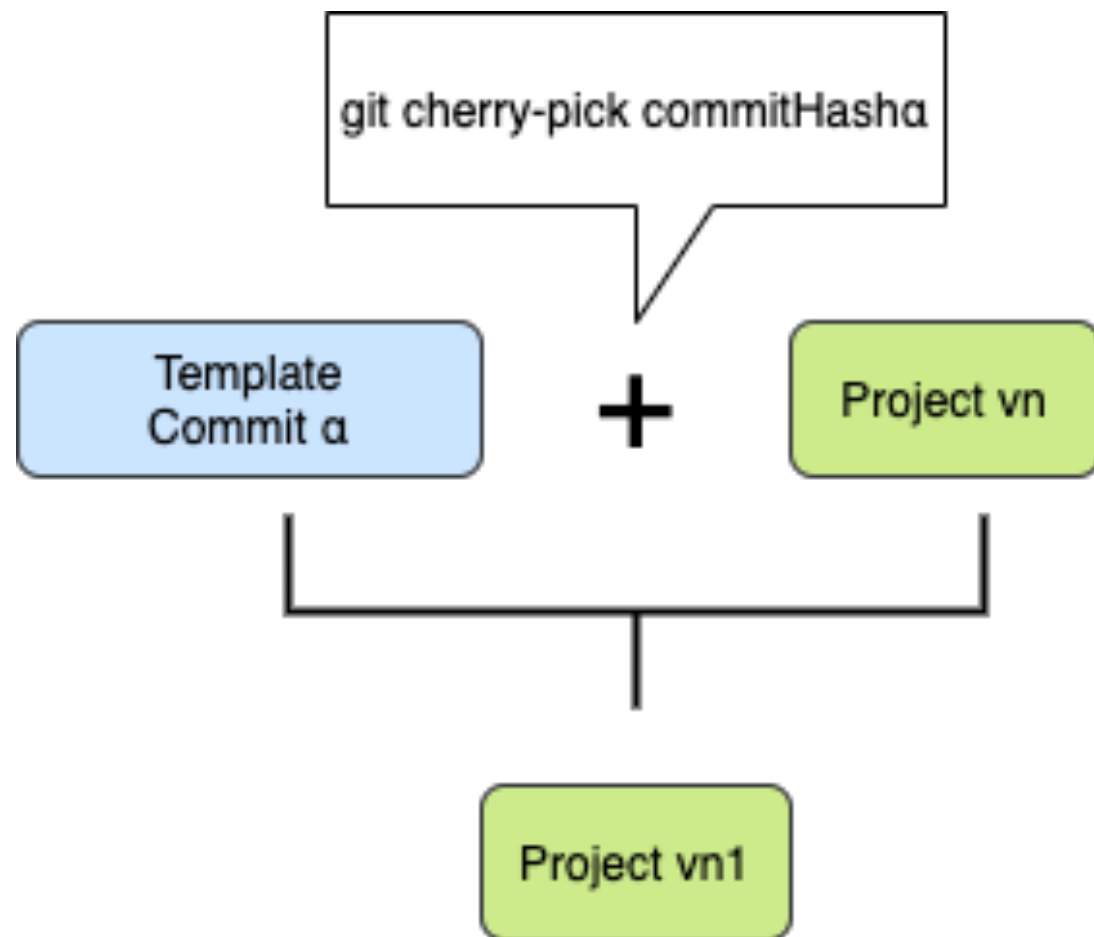 git cherry-pick commitHashα
Template
Commit α
+
Project vn
Project vn1